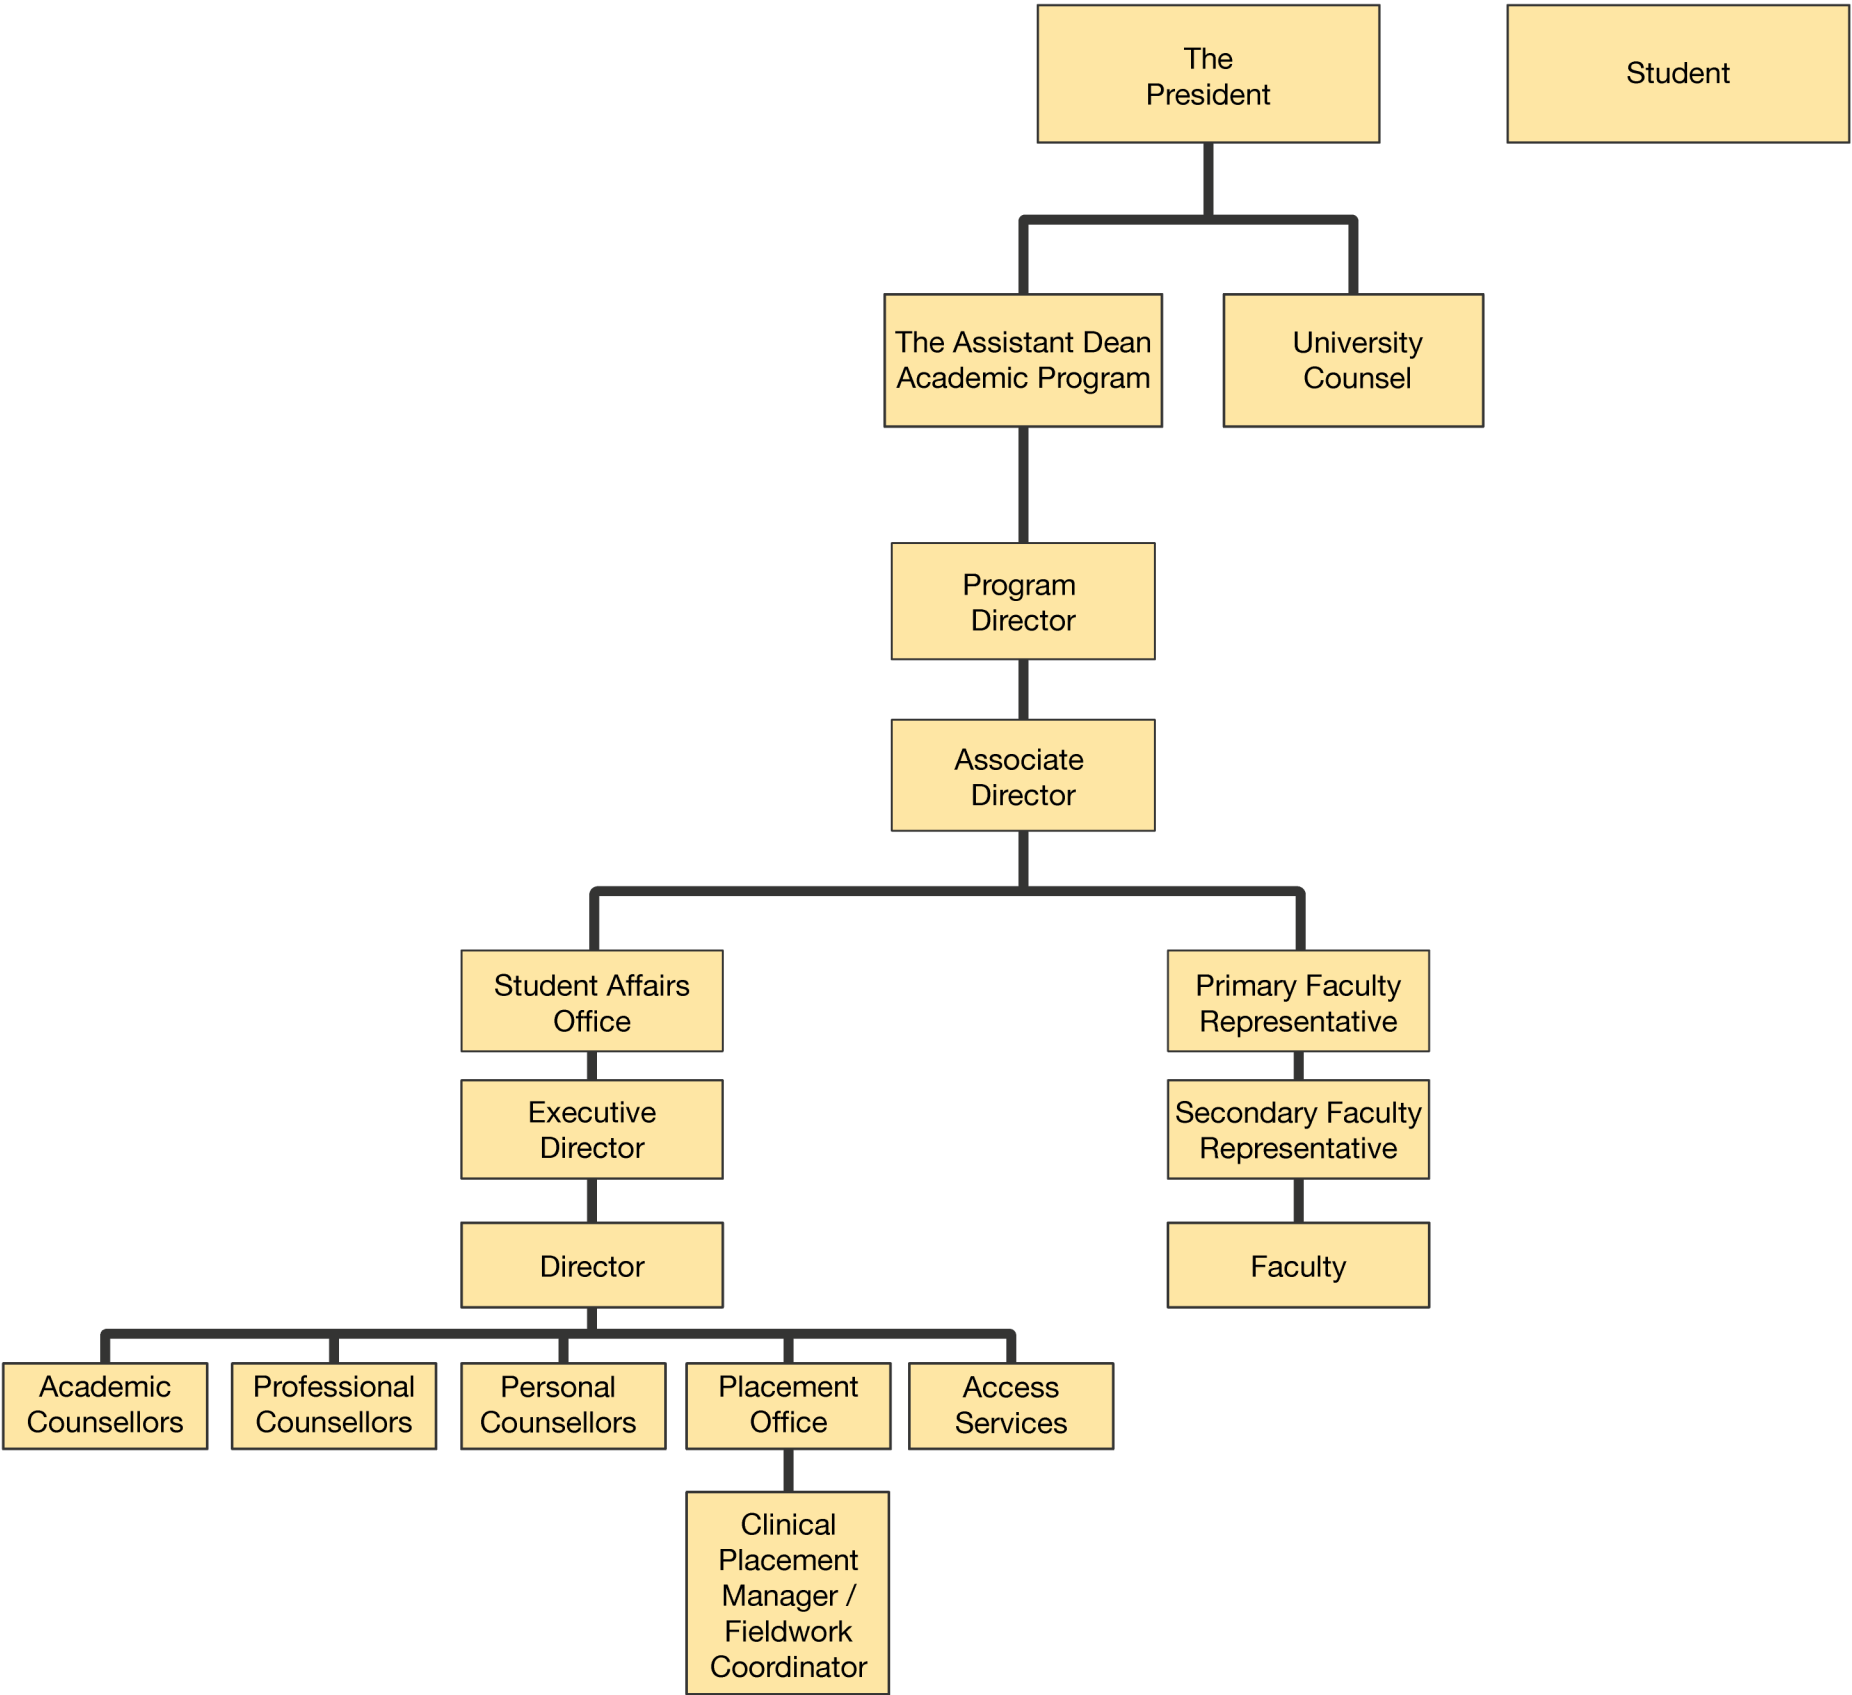 The
President
Student
The Assistant Dean
Academic Program
University
Counsel
Program
Director
Associate
Director
Student Affairs
Office
Primary Faculty
Representative
Executive
Director
Secondary Faculty
Representative
Director
Faculty
Academic
Counsellors
Professional
Counsellors
Personal
Counsellors
Placement
Office
Access
Services
Clinical
Placement
Manager /
Fieldwork
Coordinator